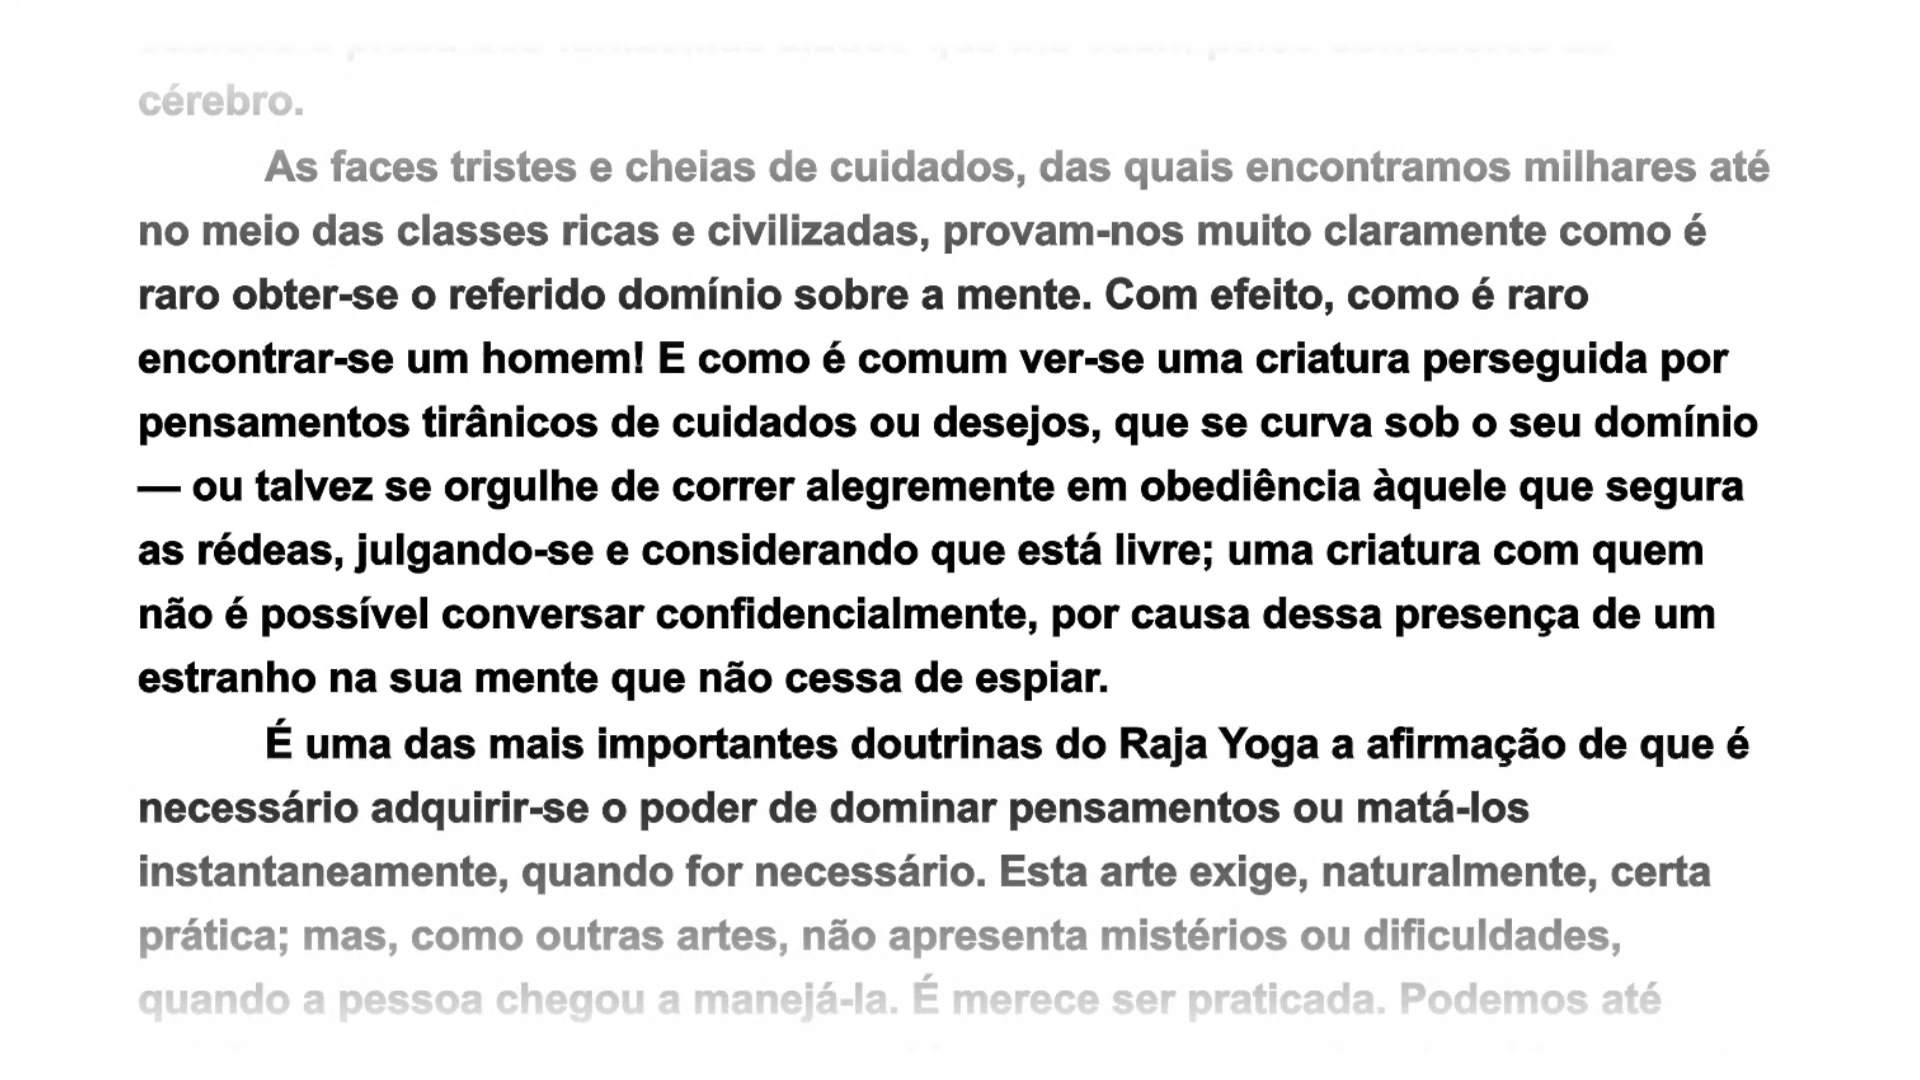 cérebro.
As faces tristes e cheias de cuidados, das quais encontramos milhares até
no meio das classes ricas e civilizadas, provam-nos muito claramente como é
raro obter-se o referido domínio sobre a mente. Com efeito, como é raro
encontrar-se um homem! E como é comum ver-se uma criatura perseguida por
pensamentos tirânicos de cuidados ou desejos, que se curva sob o seu domínio
— ou talvez se orgulhe de correr alegremente em obediência àquele que segura
as rédeas, julgando-se e considerando que está livre; uma criatura com quem
não é possível conversar confidencialmente, por causa dessa presença de um
estranho na sua mente que não cessa de espiar.
É uma das mais importantes doutrinas do Raja Yoga a afirmação de que é
necessário adquirir-se o poder de dominar pensamentos ou matá-los
instantaneamente, quando for necessário. Esta arte exige, naturalmente, certa
prática; mas, como outras artes, não apresenta mistérios ou dificuldades,
quando a pessoa chegou a manejá-la. É merece ser praticada. Podemos até